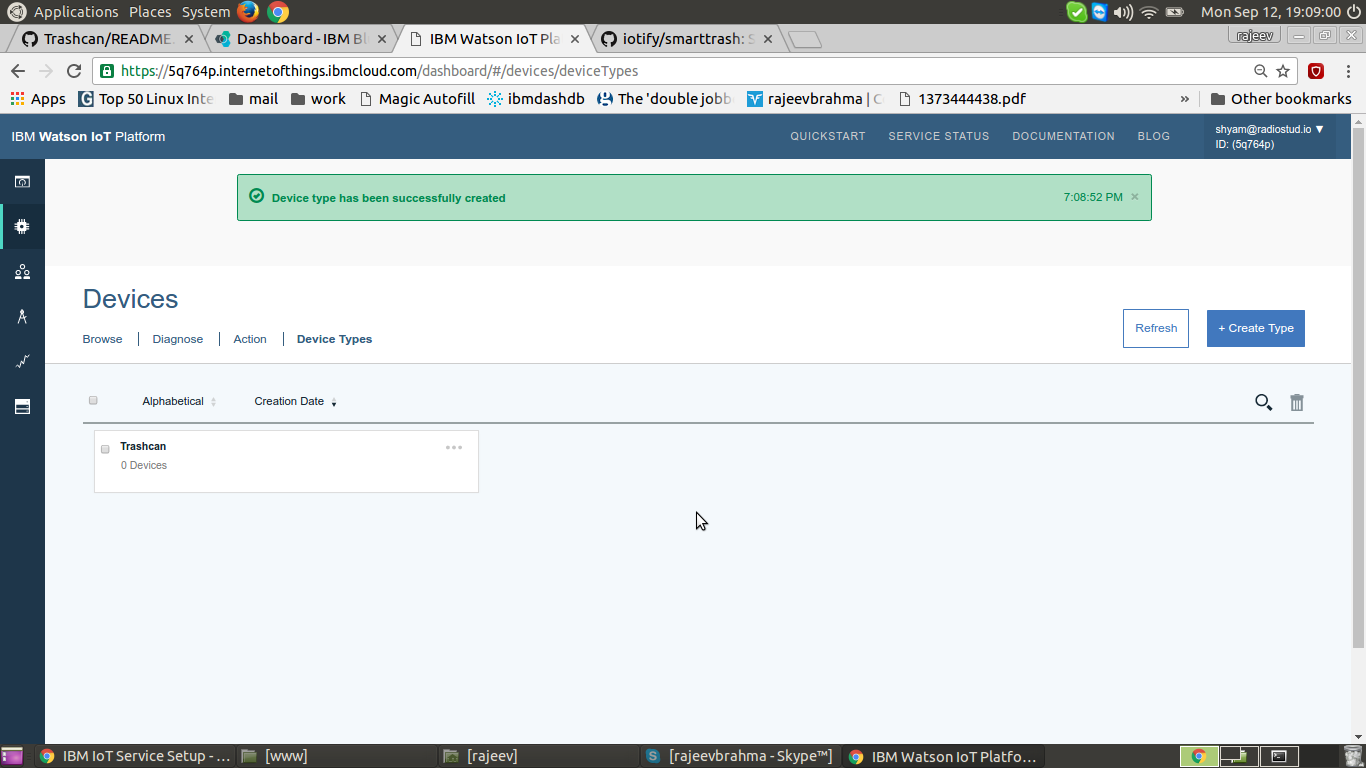 Applications Places System
Mon Sep 12, 19:09:00
Trashcan/README.
Dashboard - IBM Bl
IBM Watson IoT Pla
iotify/smarttrash: S
rajeev
https://5q764p.internetofthings.ibmcloud.com/dashboard/#/devices/deviceTypes
Apps
Top 50 Linux Inte
mail
work
Magic Autofill
ibmdashdb
The 'double jobb
rajeevbrahma | C
1373444438.pdf
»
Other bookmarks
IBM Watson IoT Platform
QUICKSTART
SERVICE STATUS
DOCUMENTATION
BLOG
shyam@radiostud.io ▼
ID: (5q764p)
Device type has been successfully created
7:08:52 PM ×
Devices
Browse
Diagnose
Action
Device Types
Refresh
+ Create Type
Alphabetical
Creation Date
Trashcan
0 Devices
IBM IoT Service Setup - ...
[www]
[rajeev]
[rajeevbrahma - Skype™]
IBM Watson IoT Platfo...